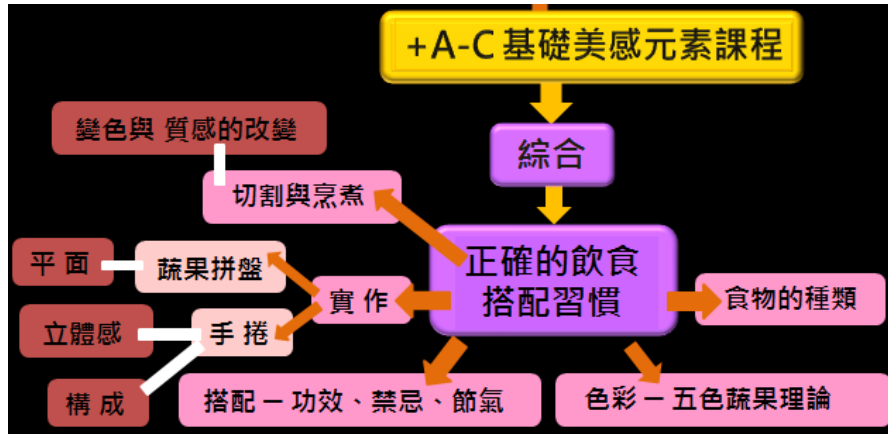 +A-C 基礎美感元素課程
綜合
變色與 質感的改變
切割與烹煮
正確的飲食
搭配習慣
平 面
蔬果拼盤
實 作
食物的種類
立體感
手 捲
構 成
搭配 — 功效、禁忌、節氣
色彩 — 五色蔬果理論